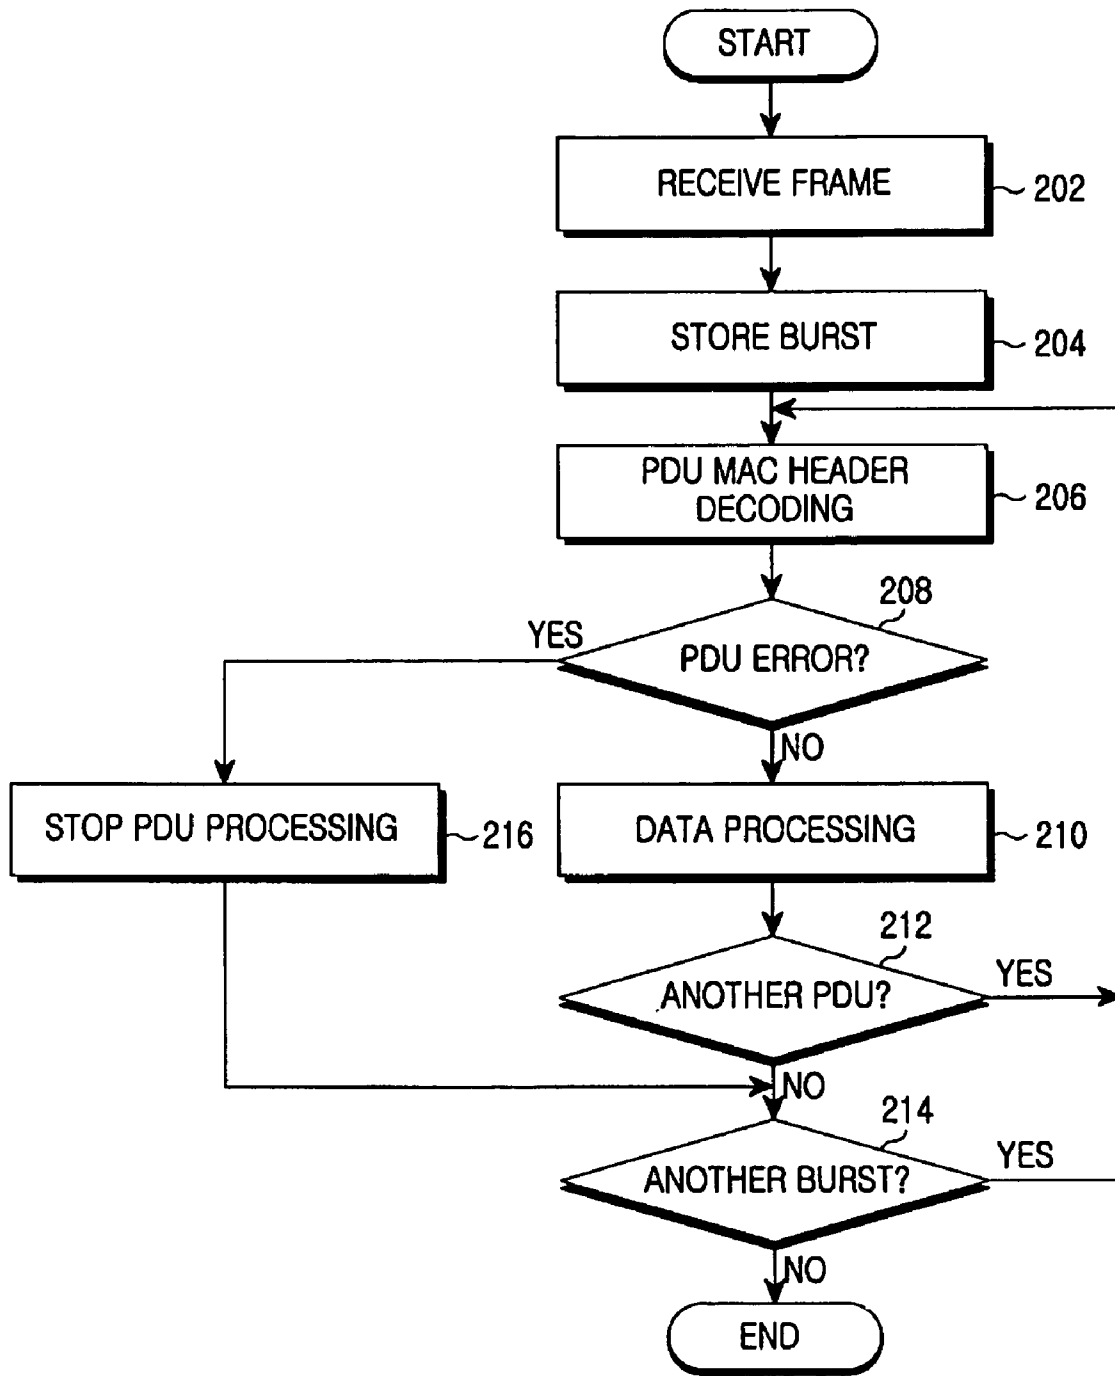 START
RECEIVE FRAME
202
STORE BURST
204
PDU MAC HEADER
DECODING
206
208
YES
PDU ERROR?
NO
STOP PDU PROCESSING
216
DATA PROCESSING
210
212
ANOTHER PDU?
YES
NO
214
ANOTHER BURST?
YES
NO
END